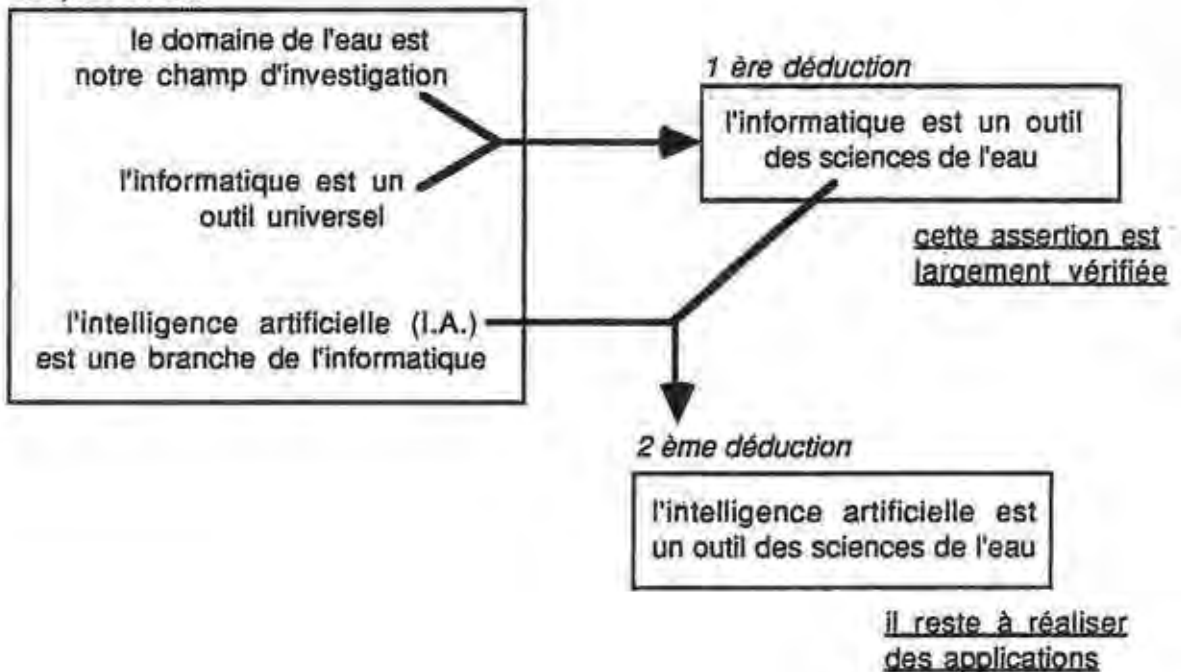 le domaine de l'eau est
notre champ d'investigation
l'informatique est un
outil universel
l'intelligence artificielle (I.A.)
est une branche de l'informatique
1 ère déduction
l'informatique est un outil
des sciences de l'eau
cette assertion est
largement vérifiée
2 ème déduction
l'intelligence artificielle est
un outil des sciences de l'eau
il reste à réaliser
des applications